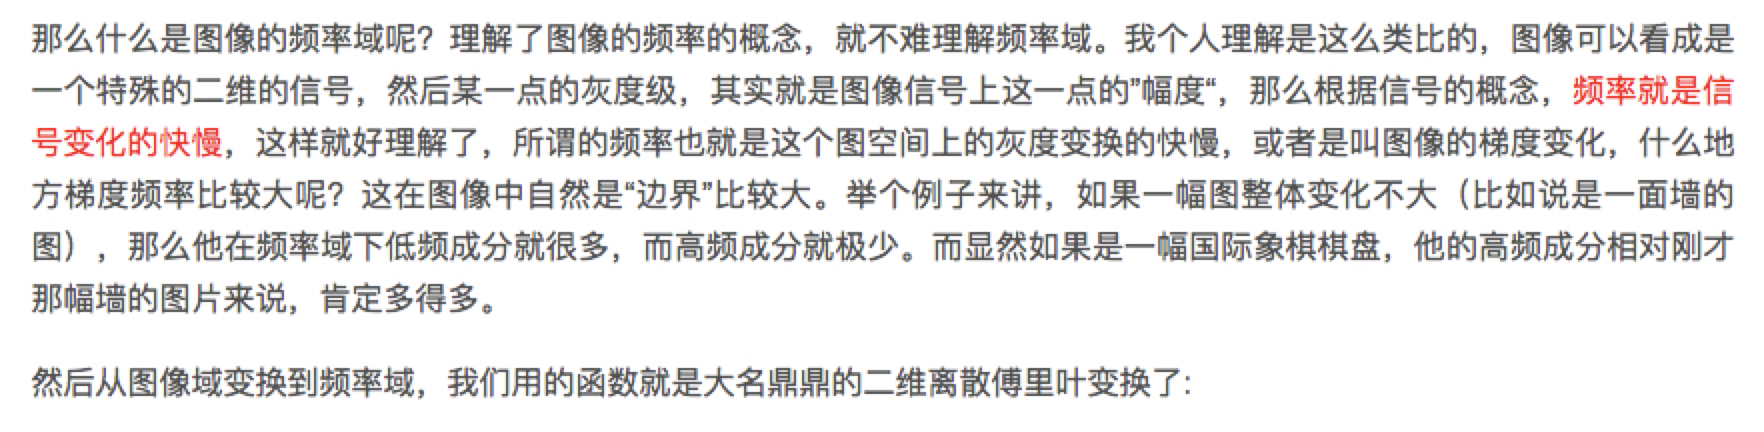 那么什么是图像的频率域呢？理解了图像的频率的概念，就不难理解频率域。我个人理解是这么类比的，图像可以看成是
一个特殊的二维的信号，然后某一点的灰度级，其实就是图像信号上这一点的”幅度“，那么根据信号的概念，频率就是信
号变化的快慢，这样就好理解了，所谓的频率也就是这个图空间上的灰度变换的快慢，或者是叫图像的梯度变化，什么地
方梯度频率比较大呢？这在图像中自然是“边界”比较大。举个例子来讲，如果一幅图整体变化不大（比如说是一面墙的
图），那么他在频率域下低频成分就很多，而高频成分就极少。而显然如果是一幅国际象棋棋盘，他的高频成分相对刚才
那幅墙的图片来说，肯定多得多。
然后从图像域变换到频率域，我们用的函数就是大名鼎鼎的二维离散傅里叶变换了: